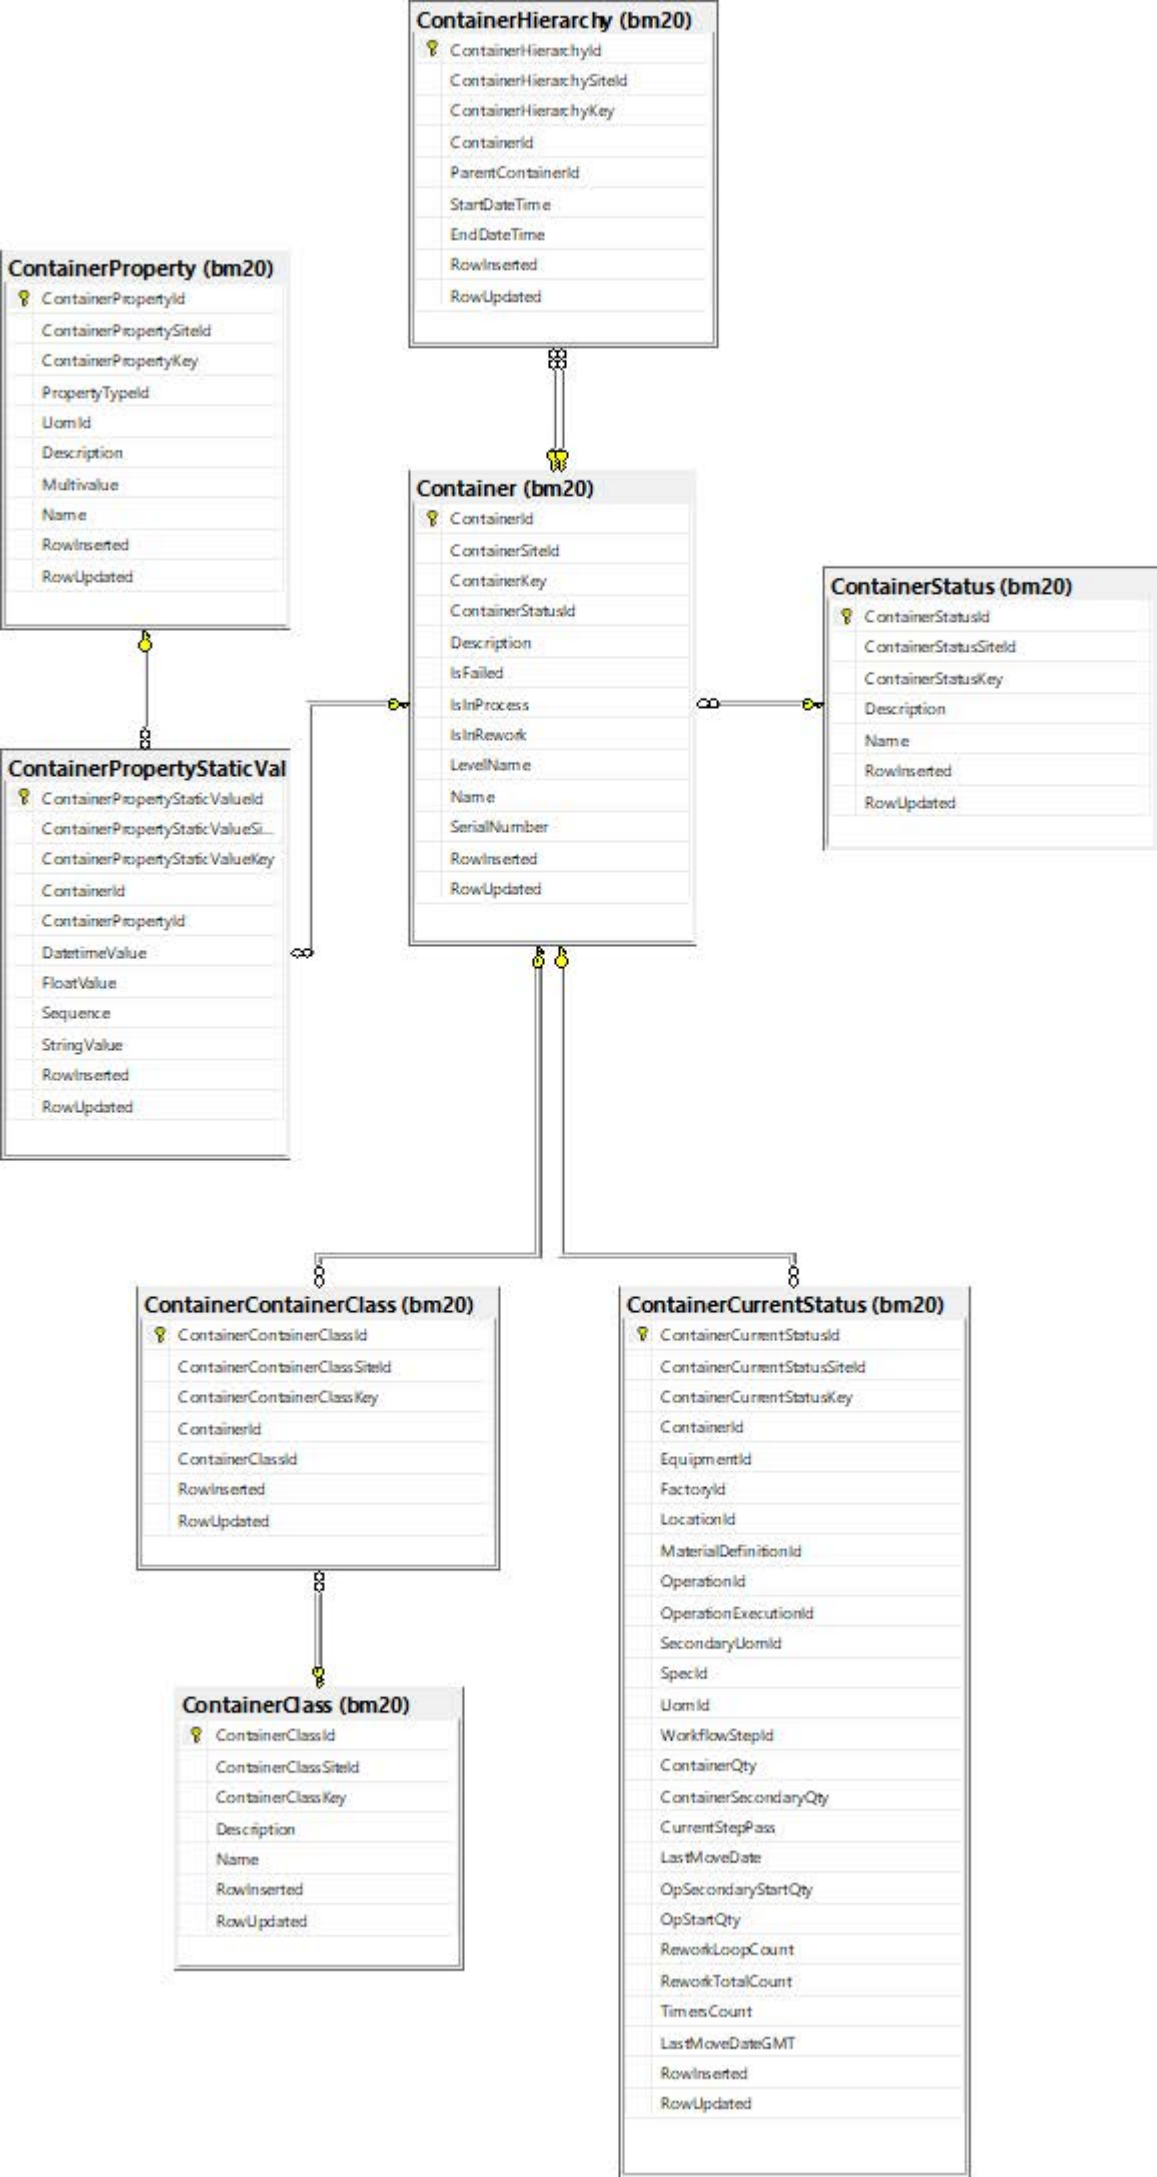 ContainerHierarchy (bm20)
ContainerHierarchyId
ContainerHierarchySiteId
ContainerHierarchyKey
ContainerId
ParentContainerId
StartDateTime
EndDateTime
RowInserted
RowUpdated
ContainerProperty (bm20)
ContainerPropertyId
ContainerPropertySiteId
ContainerPropertyKey
PropertyTypeId
UomId
Description
Multivalue
Name
RowInserted
RowUpdated
Container (bm20)
ContainerId
ContainerSiteId
ContainerKey
ContainerStatusId
Description
IsFailed
IsInProcess
IsInRework
LevelName
Name
SerialNumber
RowInserted
RowUpdated
ContainerStatus (bm20)
ContainerStatusId
ContainerStatusSiteId
ContainerStatusKey
Description
Name
RowInserted
RowUpdated
ContainerPropertyStaticVal
ContainerPropertyStaticValueId
ContainerPropertyStaticValueSi...
ContainerPropertyStaticValueKey
ContainerId
ContainerPropertyId
DatetimeValue
FloatValue
Sequence
StringValue
RowInserted
RowUpdated
ContainerContainerClass (bm20)
ContainerContainerClassId
ContainerContainerClassSiteId
ContainerContainerClassKey
ContainerId
ContainerClassId
RowInserted
RowUpdated
ContainerCurrentStatus (bm20)
ContainerCurrentStatusId
ContainerCurrentStatusSiteId
ContainerCurrentStatusKey
ContainerId
EquipmentId
FactoryId
LocationId
MaterialDefinitionId
OperationId
OperationExecutionId
SecondaryUomId
SpecId
UomId
WorkflowStepId
ContainerQty
ContainerSecondaryQty
CurrentStepPass
LastMoveDate
OpSecondaryStartQty
OpStartQty
ReworkLoopCount
ReworkTotalCount
TimersCount
LastMoveDateGMT
RowInserted
RowUpdated
ContainerClass (bm20)
ContainerClassId
ContainerClassSiteId
ContainerClassKey
Description
Name
RowInserted
RowUpdated